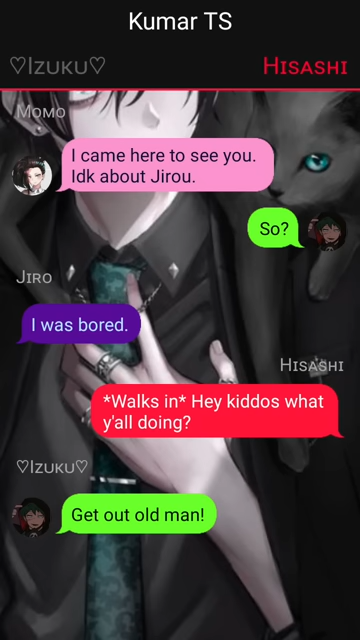 Kumar TS
♡Izuku♡
Hisashi
Momo
I came here to see you.
Idk about Jirou.
So?
Jiro
I was bored.
Hisashi
*Walks in* Hey kiddos what
y'all doing?
♡Izuku♡
Get out old man!